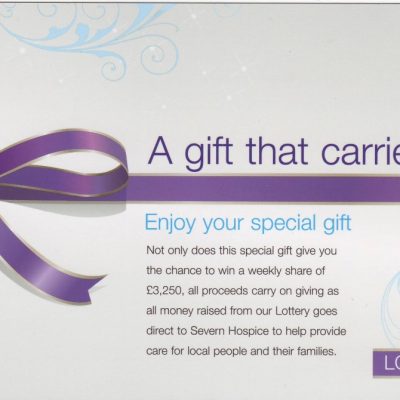 A gift that carrie
Enjoy your special gift
Not only does this special gift give you
the chance to win a weekly share of
£3,250, all proceeds carry on giving as
all money raised from our Lottery goes
direct to Severn Hospice to help provide
care for local people and their families.
LO